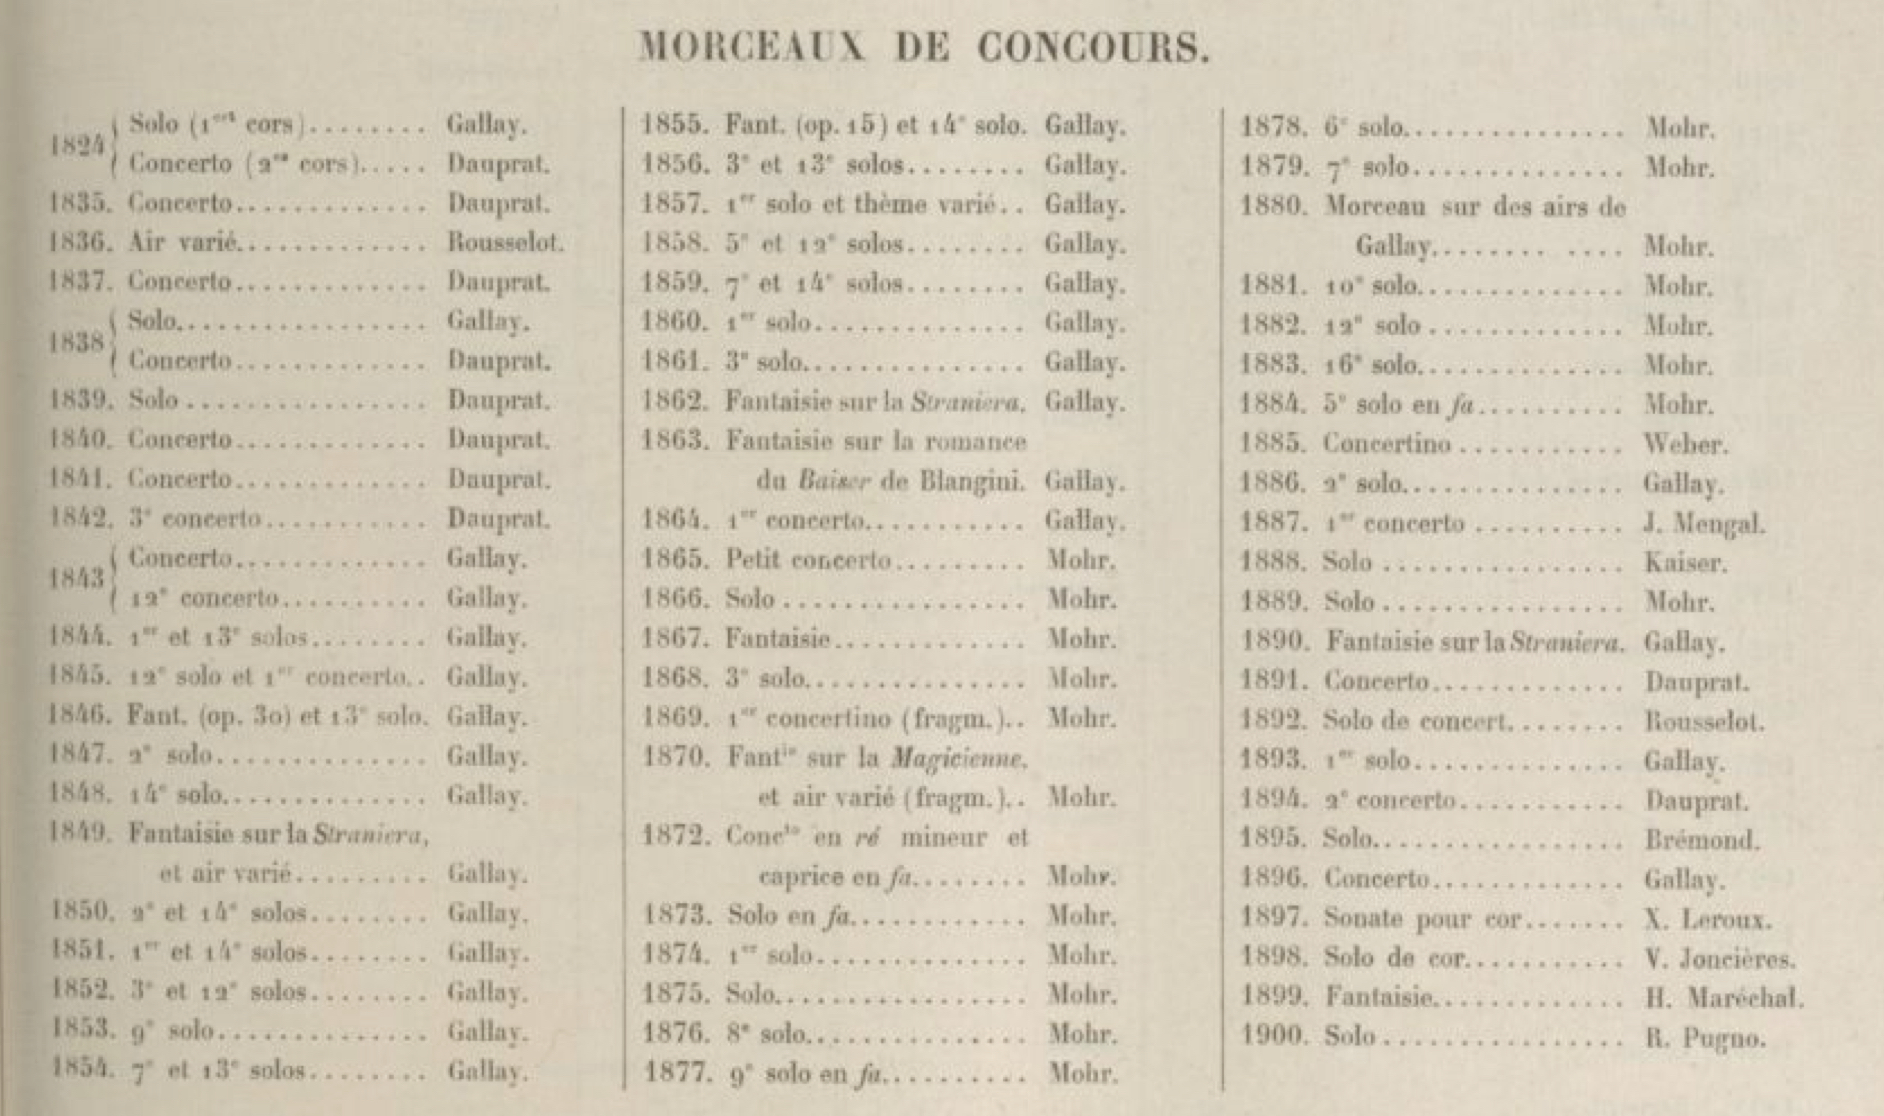 MORCEAUX DE CONCOURS.
1824 { Solo (1ers cors)........ Gallay.
Concerto (2es cors)..... Dauprat.
1835. Concerto............. Dauprat.
1836. Air varié............. Rousselot.
1837. Concerto............. Dauprat.
1838 { Solo................. Gallay.
Concerto............. Dauprat.
1839. Solo................ Dauprat.
1840. Concerto............. Dauprat.
1841. Concerto............. Dauprat.
1842. 3e concerto........... Dauprat.
1843 { Concerto............. Gallay.
12e concerto.......... Gallay.
1844. 1er et 13e solos........ Gallay.
1845. 12e solo et 1er concerto.. Gallay.
1846. Fant. (op. 30) et 13e solo. Gallay.
1847. 2e solo.............. Gallay.
1848. 14e solo............. Gallay.
1849. Fantaisie sur la Straniera,
et air varié......... Gallay.
1850. 2e et 14e solos........ Gallay.
1851. 1er et 14e solos........ Gallay.
1852. 3e et 12e solos........ Gallay.
1853. 9e solo.............. Gallay.
1854. 7e et 13e solos........ Gallay.
1855. Fant. (op. 15) et 14e solo. Gallay.
1856. 3e et 13e solos........ Gallay.
1857. 1er solo et thème varié.. Gallay.
1858. 5e et 12e solos........ Gallay.
1859. 7e et 14e solos........ Gallay.
1860. 1er solo.............. Gallay.
1861. 3e solo............... Gallay.
1862. Fantaisie sur la Straniera. Gallay.
1863. Fantaisie sur la romance
du Baiser de Blangini. Gallay.
1864. 1er concerto........... Gallay.
1865. Petit concerto......... Mohr.
1866. Solo................ Mohr.
1867. Fantaisie............. Mohr.
1868. 3e solo............... Mohr.
1869. 1er concertino (fragm.).. Mohr.
1870. Fantie sur la Magicienne,
et air varié (fragm.).. Mohr.
1872. Concto en ré mineur et
caprice en fa........ Mohr.
1873. Solo en fa............ Mohr.
1874. 1er solo.............. Mohr.
1875. Solo................. Mohr.
1876. 8e solo............... Mohr.
1877. 9e solo en fa.......... Mohr.
1878. 6e solo............... Mohr.
1879. 7e solo.............. Mohr.
1880. Morceau sur des airs de
Gallay........ .... Mohr.
1881. 10e solo.............. Mohr.
1882. 12e solo............. Mohr.
1883. 16e solo.............. Mohr.
1884. 5e solo en fa.......... Mohr.
1885. Concertino........... Weber.
1886. 2e solo............... Gallay.
1887. 1er concerto.......... J. Mengal.
1888. Solo................ Kaiser.
1889. Solo................ Mohr.
1890. Fantaisie sur la Straniera. Gallay.
1891. Concerto............. Dauprat.
1892. Solo de concert........ Rousselot.
1893. 1er solo.............. Gallay.
1894. 2e concerto........... Dauprat.
1895. Solo................. Brémond.
1896. Concerto............. Gallay.
1897. Sonate pour cor....... X. Leroux.
1898. Solo de cor........... V. Joncières.
1899. Fantaisie............. H. Maréchal.
1900. Solo................ R. Pugno.